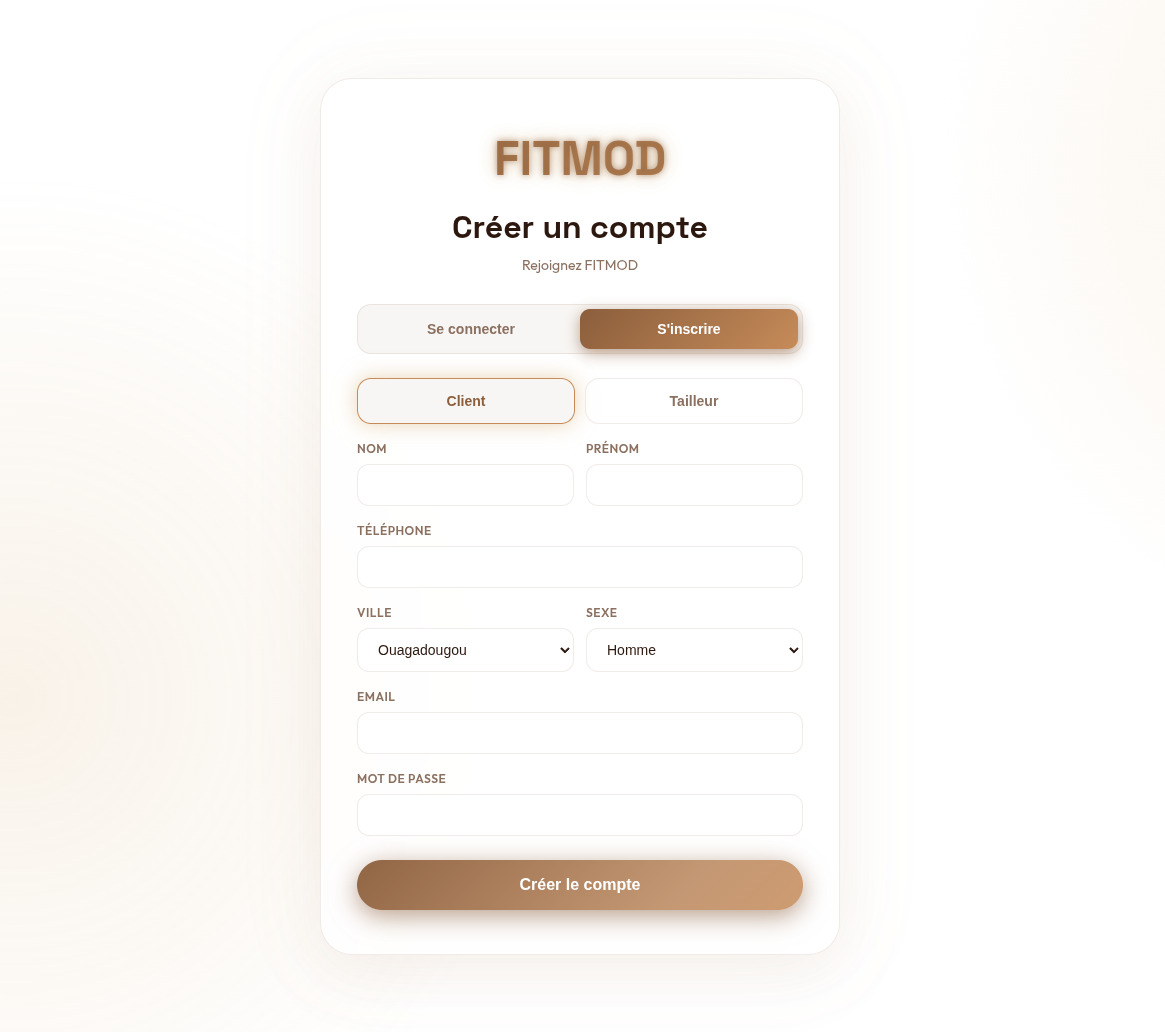 FITMOD
Créer un compte
Rejoignez FITMOD
Se connecter S'inscrire
Client Tailleur
NOM PRÉNOM
TÉLÉPHONE
VILLE SEXE
Ouagadougou Homme
EMAIL
MOT DE PASSE
Créer le compte